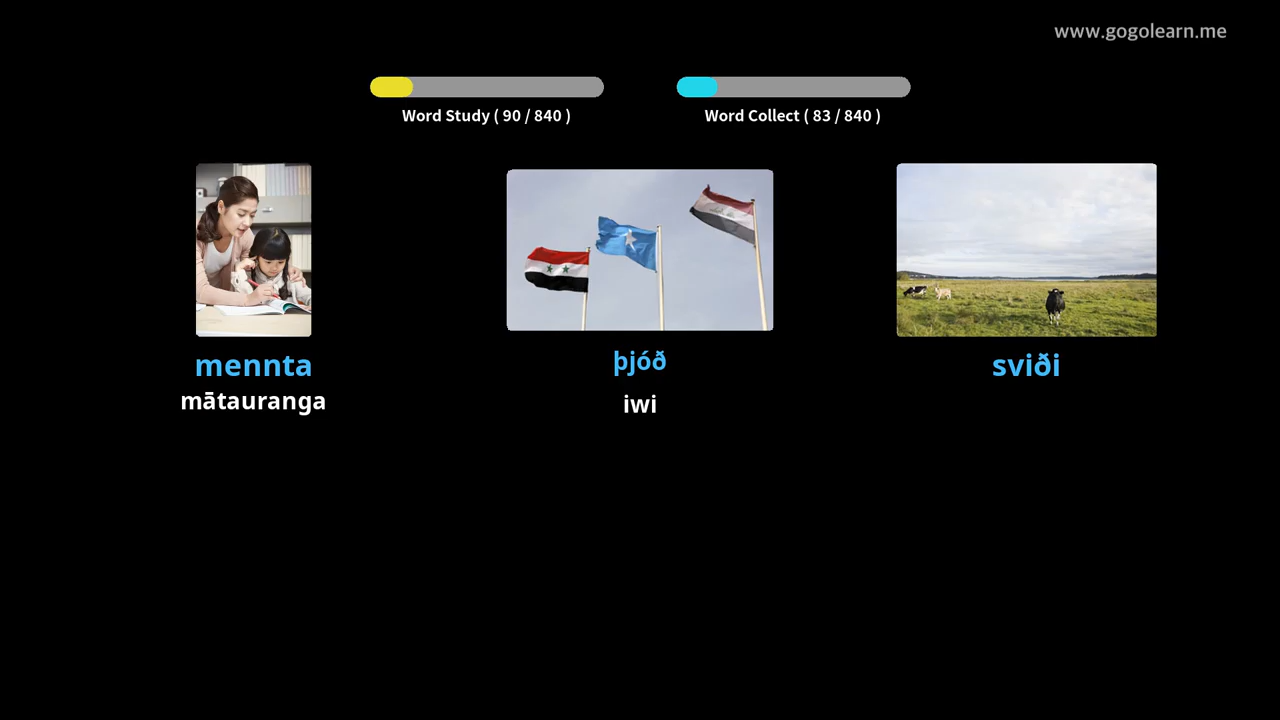 www.gogolearn.me
Word Study ( 90 / 840 )
Word Collect ( 83 / 840 )
mennta
þjóð
sviði
mātauranga
iwi